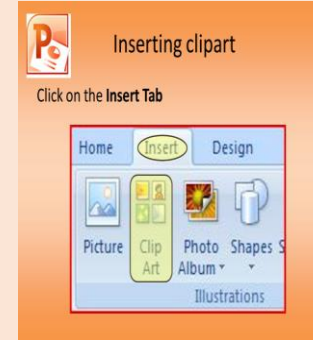 Inserting clipart
Click on the Insert Tab
Home Insert Design
Picture Clip Art Photo Album Shapes S
Illustrations